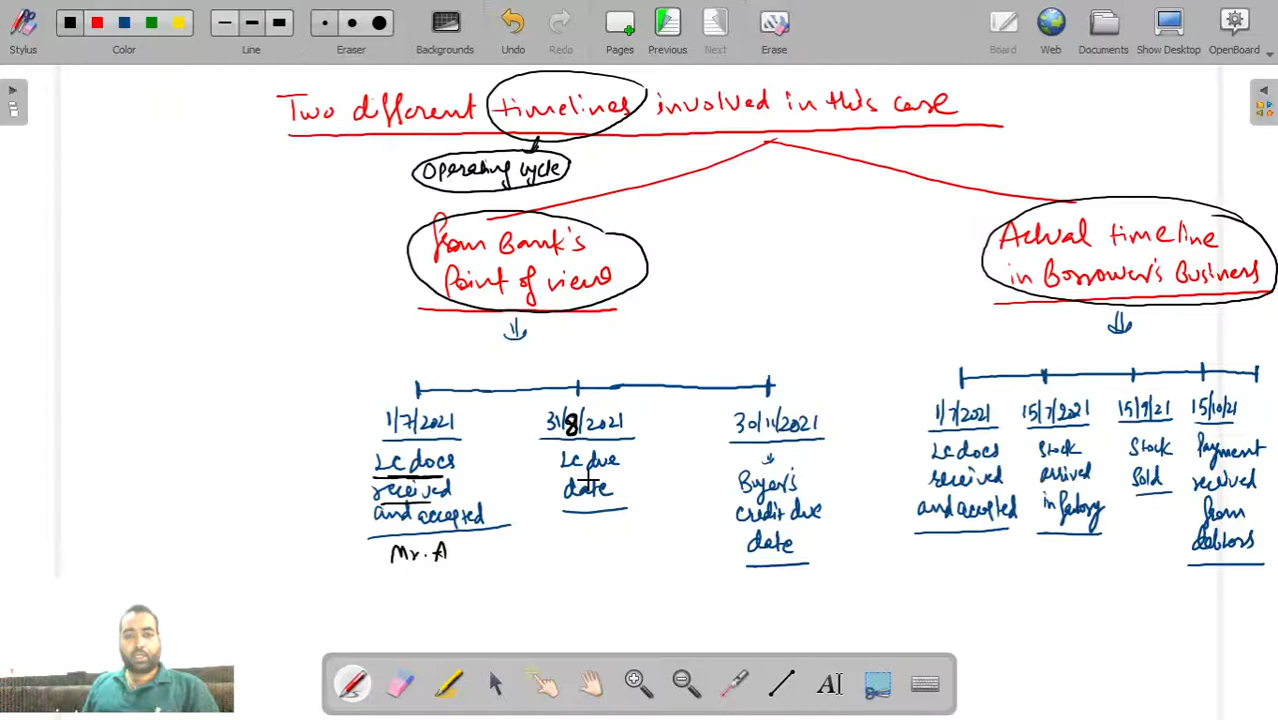 Stylus
Color
Line
Eraser
Backgrounds
Undo
Redo
Pages
Previous
Next
Erase
Board
Web
Documents
Show Desktop
OpenBoard
Two different timelines involved in this case
Operating cycle
from Bank's
Point of view
Actual timeline
in Borrower's Business
1/7/2021
LC docs
received
and accepted
Mr. A
31/8/2021
LC due
date
30/11/2021
Buyer's
credit due
date
1/7/2021
LC docs
received
and accepted
15/7/2021
Stock
arrived
in factory
15/9/21
Stock
Sold
15/10/21
Payment
received
from
debtors
AI